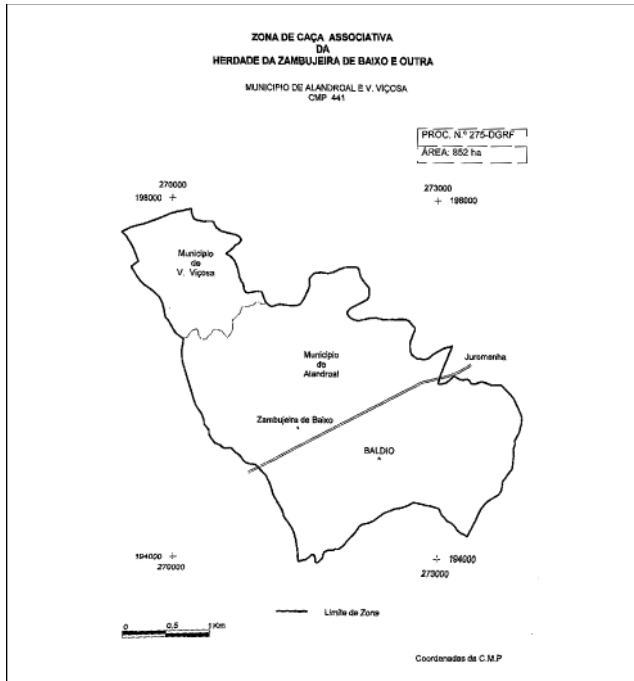 ZONA DE CAÇA ASSOCIATIVA
DA
HERDADE DA ZAMBUJEIRA DE BAIXO E OUTRA
MUNICIPIO DE ALANDROAL E V. VIÇOSA
CMP 441
PROC. N.º 275-DGRF
ÁREA: 852 ha
270000
198000
273000
198000
Município
de
V. Viçosa
Município
de
Alandroal
Juromenha
Zambujeira de Baixo
BALDIO
194000
270000
194000
273000
Limite de Zona
0 0,5 1Km
Coordenadas da C.M.P